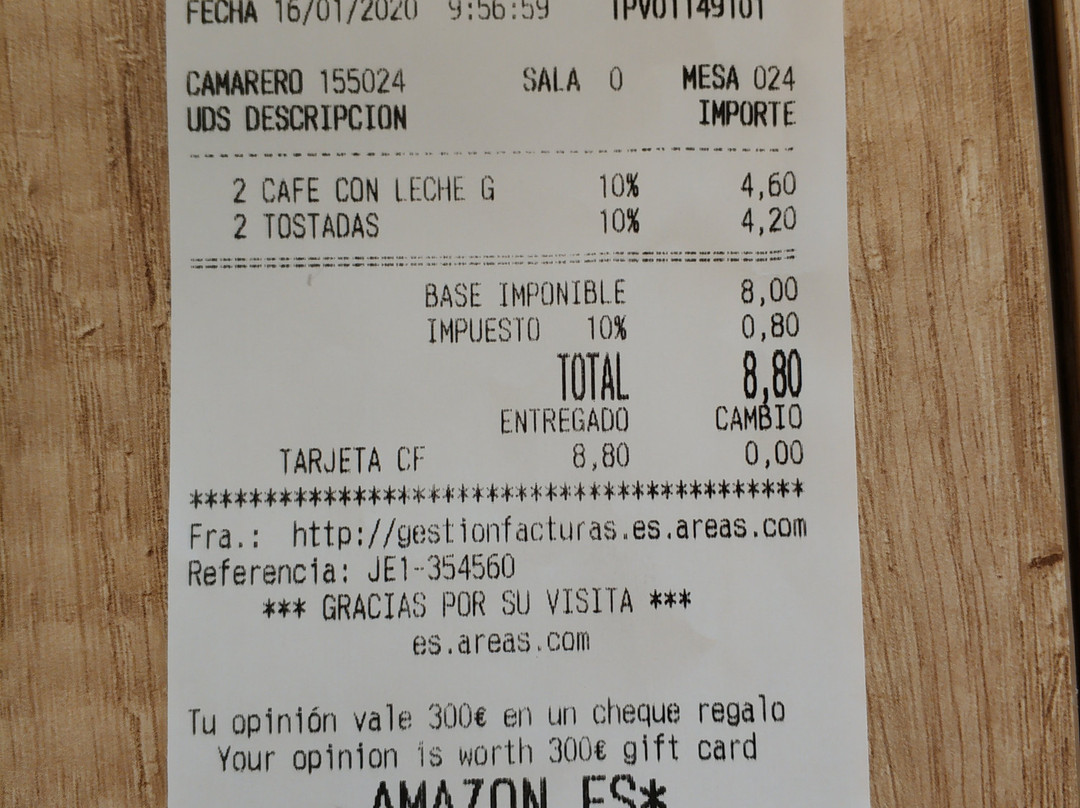 FECHA 16/01/2020 9:56:59 TPV01149101
CAMARERO 155024 SALA 0 MESA 024
UDS DESCRIPCION IMPORTE
2 CAFE CON LECHE G 10% 4,60
2 TOSTADAS 10% 4,20
BASE IMPONIBLE 8,00
IMPUESTO 10% 0,80
TOTAL 8,80
ENTREGADO CAMBIO
TARJETA CF 8,80 0,00
******************************************
Fra.: http://gestionfacturas.es.areas.com
Referencia: JE1-354560
*** GRACIAS POR SU VISITA ***
es.areas.com
Tu opinión vale 300€ en un cheque regalo
Your opinion is worth 300€ gift card
AMAZON.ES*